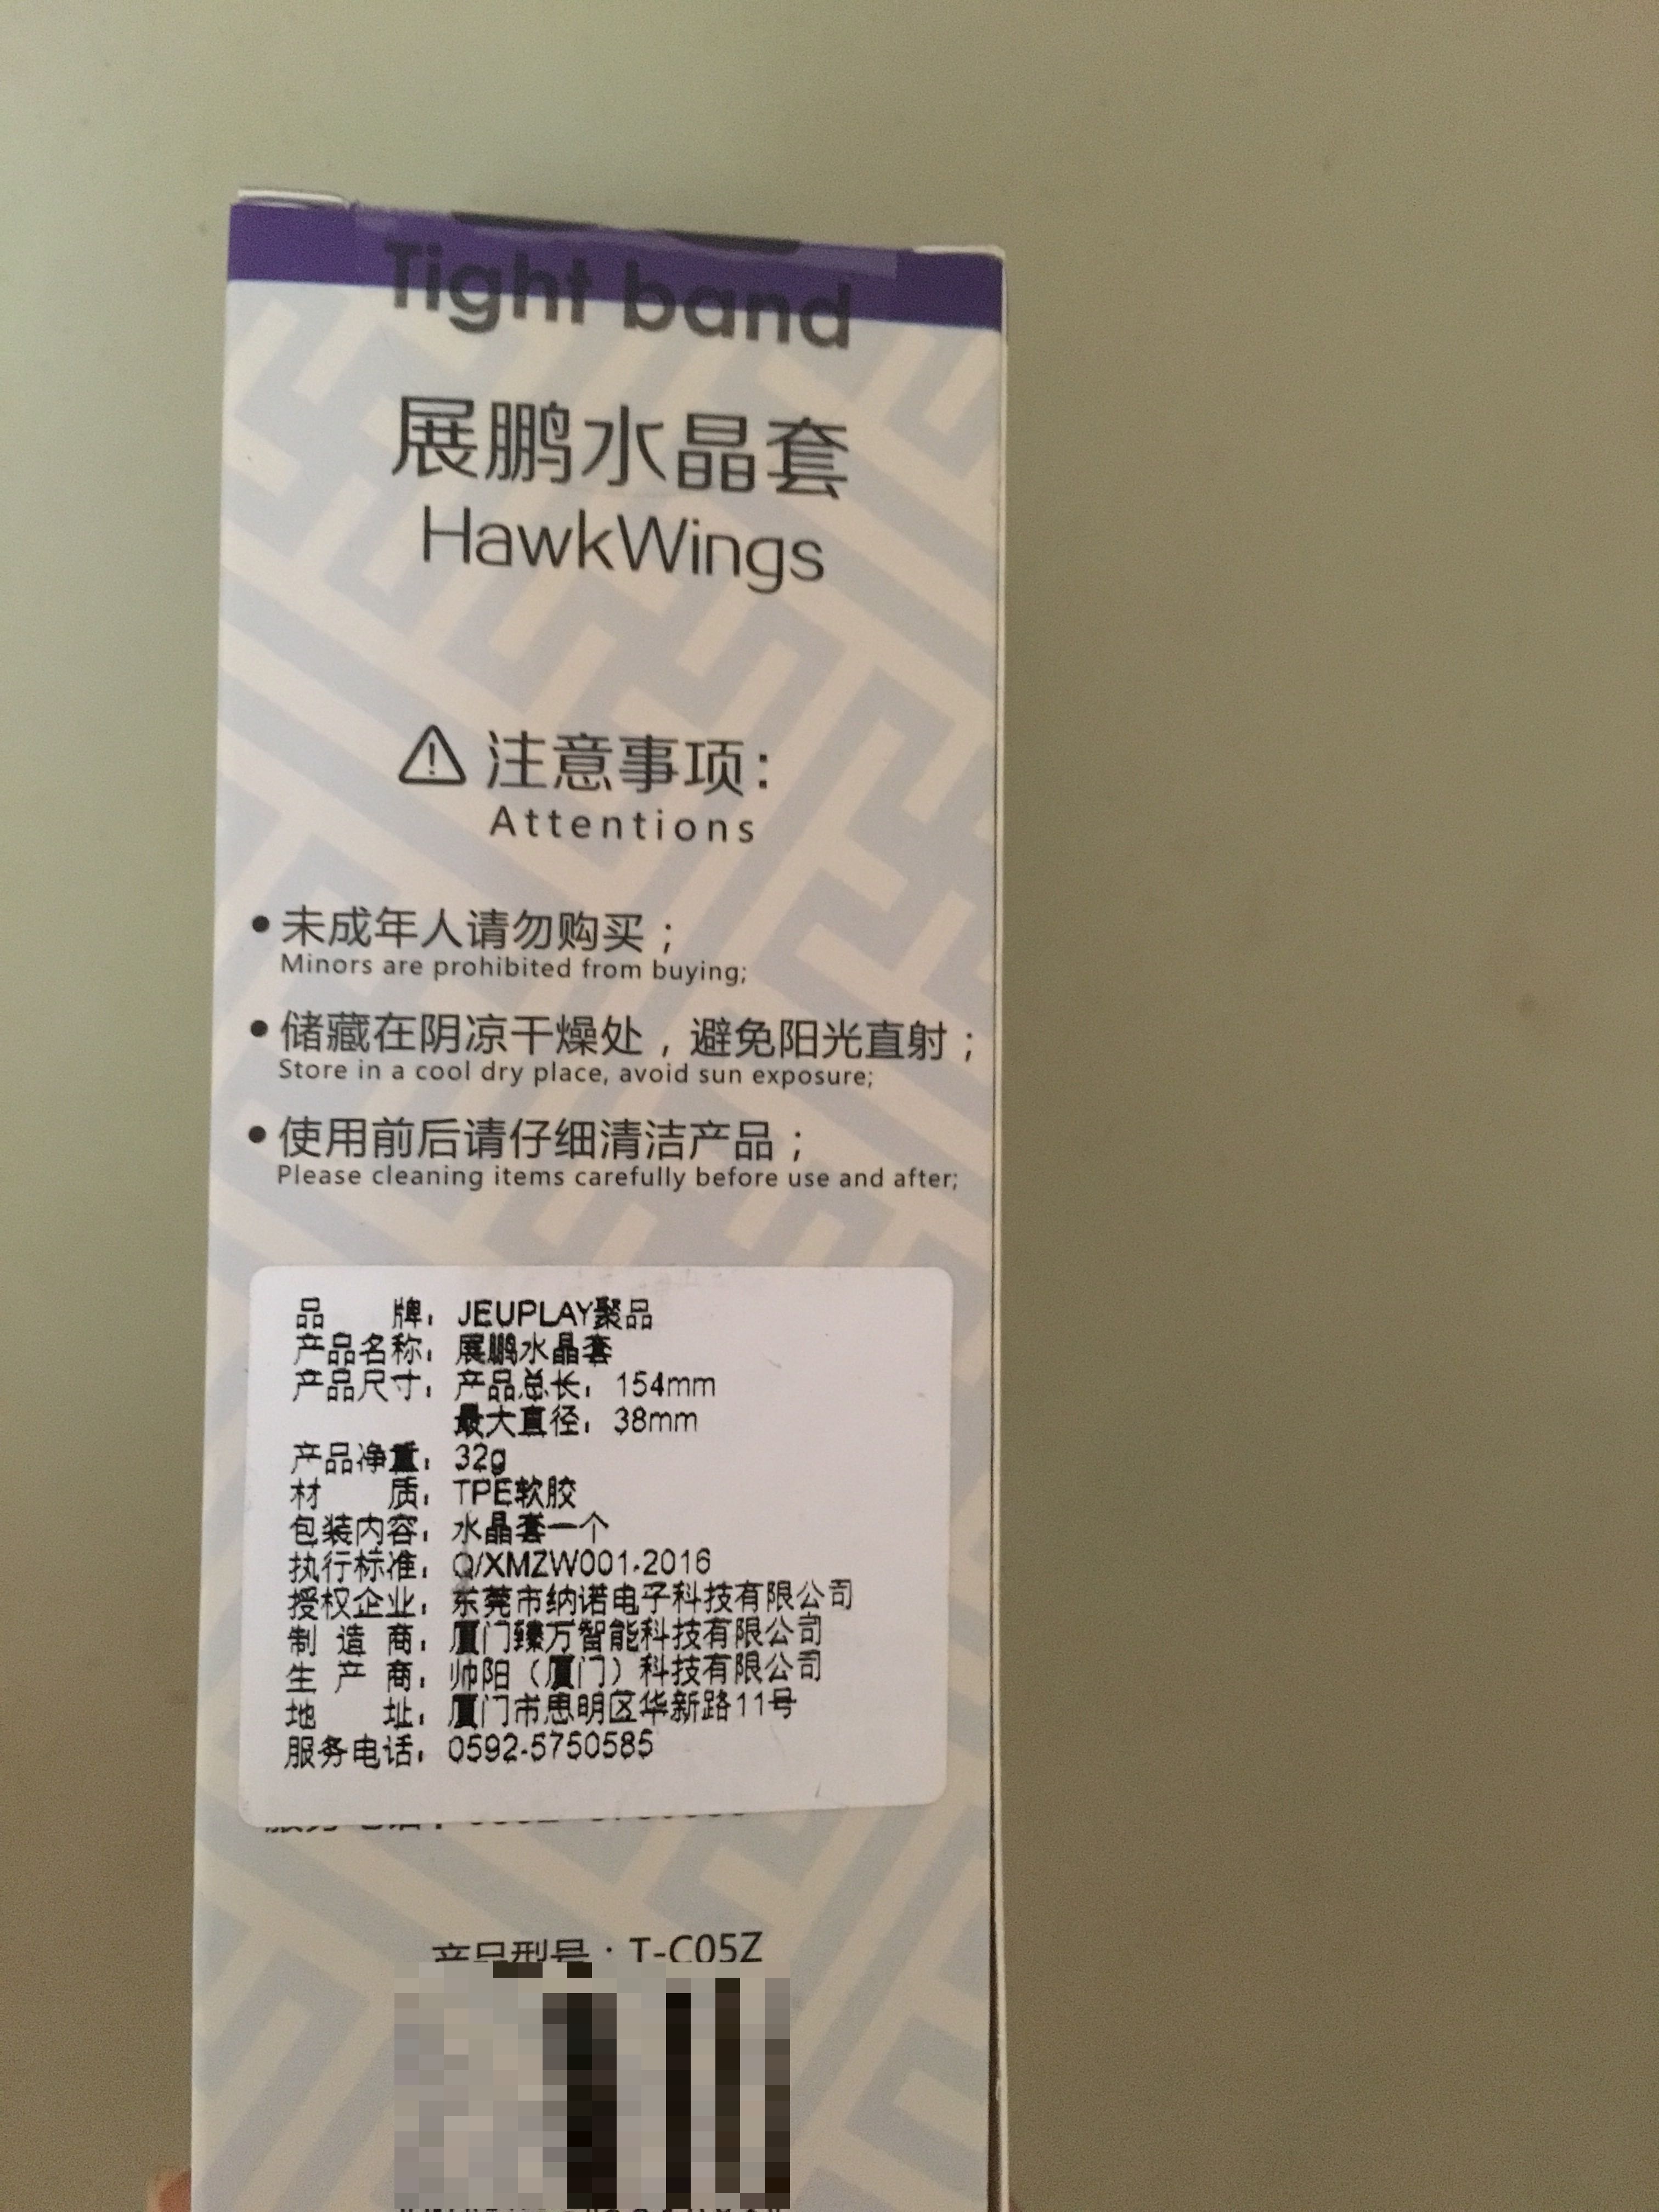 Tight band
展鹏水晶套
HawkWings
注意事项：
Attentions
• 未成年人请勿购买；
Minors are prohibited from buying;
• 储藏在阴凉干燥处，避免阳光直射；
Store in a cool dry place, avoid sun exposure;
• 使用前后请仔细清洁产品；
Please cleaning items carefully before use and after;
品 牌：JEUPLAY聚品
产品名称：展鹏水晶套
产品尺寸：产品总长：154mm
最大直径：38mm
产品净重：32g
材 质：TPE软胶
包装内容：水晶套一个
执行标准：Q/XMZW001-2016
授权企业：东莞市纳诺电子科技有限公司
制 造 商：厦门臻万智能科技有限公司
生 产 商：帅阳（厦门）科技有限公司
地 址：厦门市思明区华新路11号
服务电话：0592-5750585
产品型号：T-C05Z